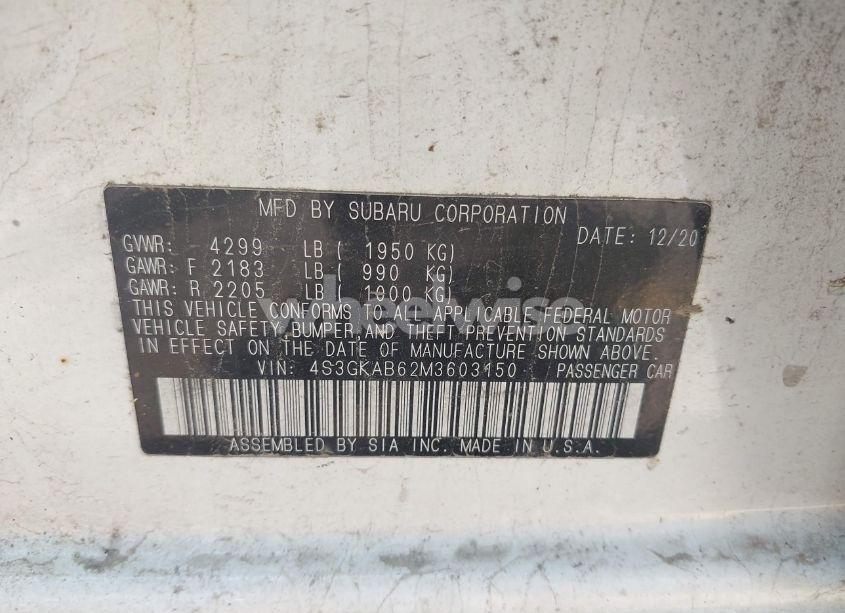 MFD BY SUBARU CORPORATION
DATE: 12/20
GVWR: 4299 LB ( 1950 KG)
GAWR: F 2183 LB ( 990 KG)
GAWR: R 2205 LB ( 1000 KG)
THIS VEHICLE CONFORMS TO ALL APPLICABLE FEDERAL MOTOR
VEHICLE SAFETY, BUMPER, AND THEFT PREVENTION STANDARDS
IN EFFECT ON THE DATE OF MANUFACTURE SHOWN ABOVE.
VIN: 4S3GKAB62M3603150 PASSENGER CAR
ASSEMBLED BY SIA INC. MADE IN U.S.A.
wheelwise